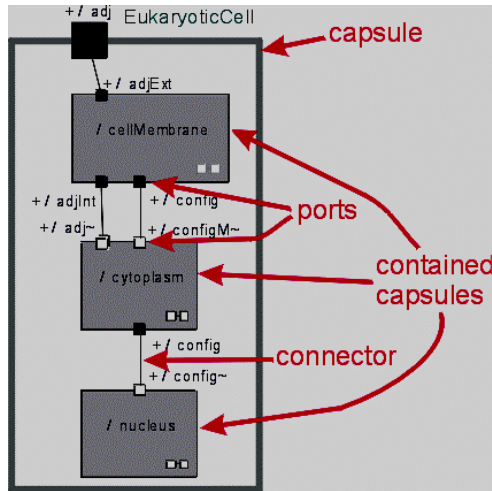 + / adj EukaryoticCell
capsule
+ / adjExt
/ cellMembrane
+ / adjInt
+ / config
ports
+ / adj~
+ / configM~
contained
capsules
/ cytoplasm
+ / config
connector
+ / config~
/ nucleus